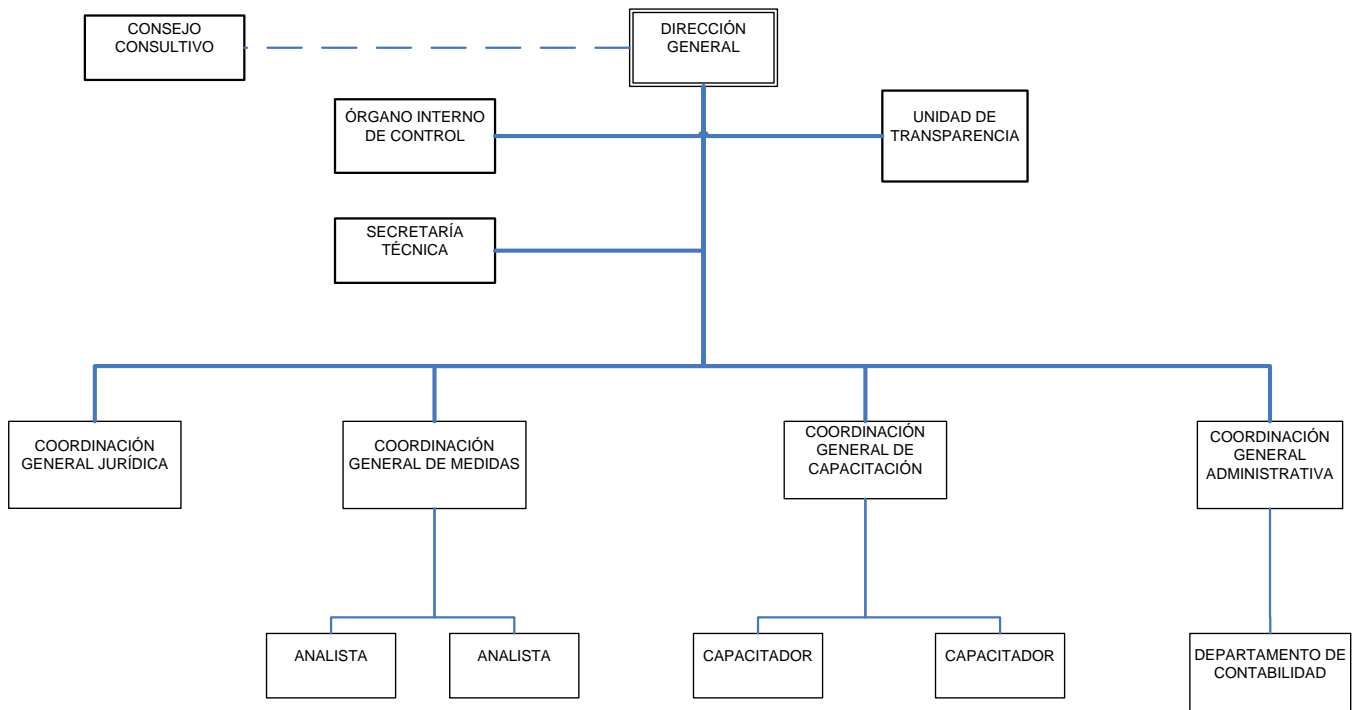 CONSEJO
CONSULTIVO
DIRECCIÓN
GENERAL
ÓRGANO INTERNO
DE CONTROL
UNIDAD DE
TRANSPARENCIA
SECRETARÍA
TÉCNICA
COORDINACIÓN
GENERAL JURÍDICA
COORDINACIÓN
GENERAL DE MEDIDAS
COORDINACIÓN
GENERAL DE
CAPACITACIÓN
COORDINACIÓN
GENERAL
ADMINISTRATIVA
ANALISTA
ANALISTA
CAPACITADOR
CAPACITADOR
DEPARTAMENTO DE
CONTABILIDAD